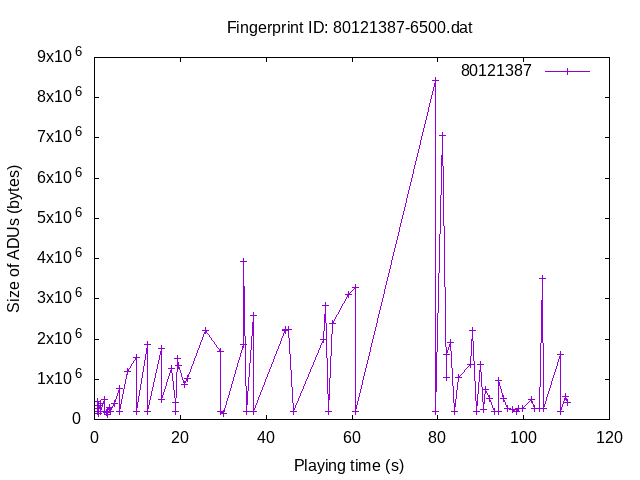 Fingerprint ID: 80121387-6500.dat
80121387
9x10^6
8x10^6
7x10^6
6x10^6
5x10^6
4x10^6
3x10^6
2x10^6
1x10^6
0
Size of ADUs (bytes)
0 20 40 60 80 100 120
Playing time (s)